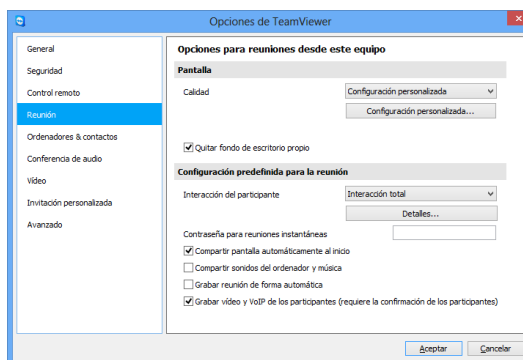 Opciones de TeamViewer
General
Seguridad
Control remoto
Reunión
Ordenadores & contactos
Conferencia de audio
Vídeo
Invitación personalizada
Avanzado
Opciones para reuniones desde este equipo
Pantalla
Calidad
Configuración personalizada
Configuración personalizada...
Quitar fondo de escritorio propio
Configuración predefinida para la reunión
Interacción del participante
Interacción total
Detalles...
Contraseña para reuniones instantáneas
Compartir pantalla automáticamente al inicio
Compartir sonidos del ordenador y música
Grabar reunión de forma automática
Grabar vídeo y VoIP de los participantes (requiere la confirmación de los participantes)
Aceptar
Cancelar